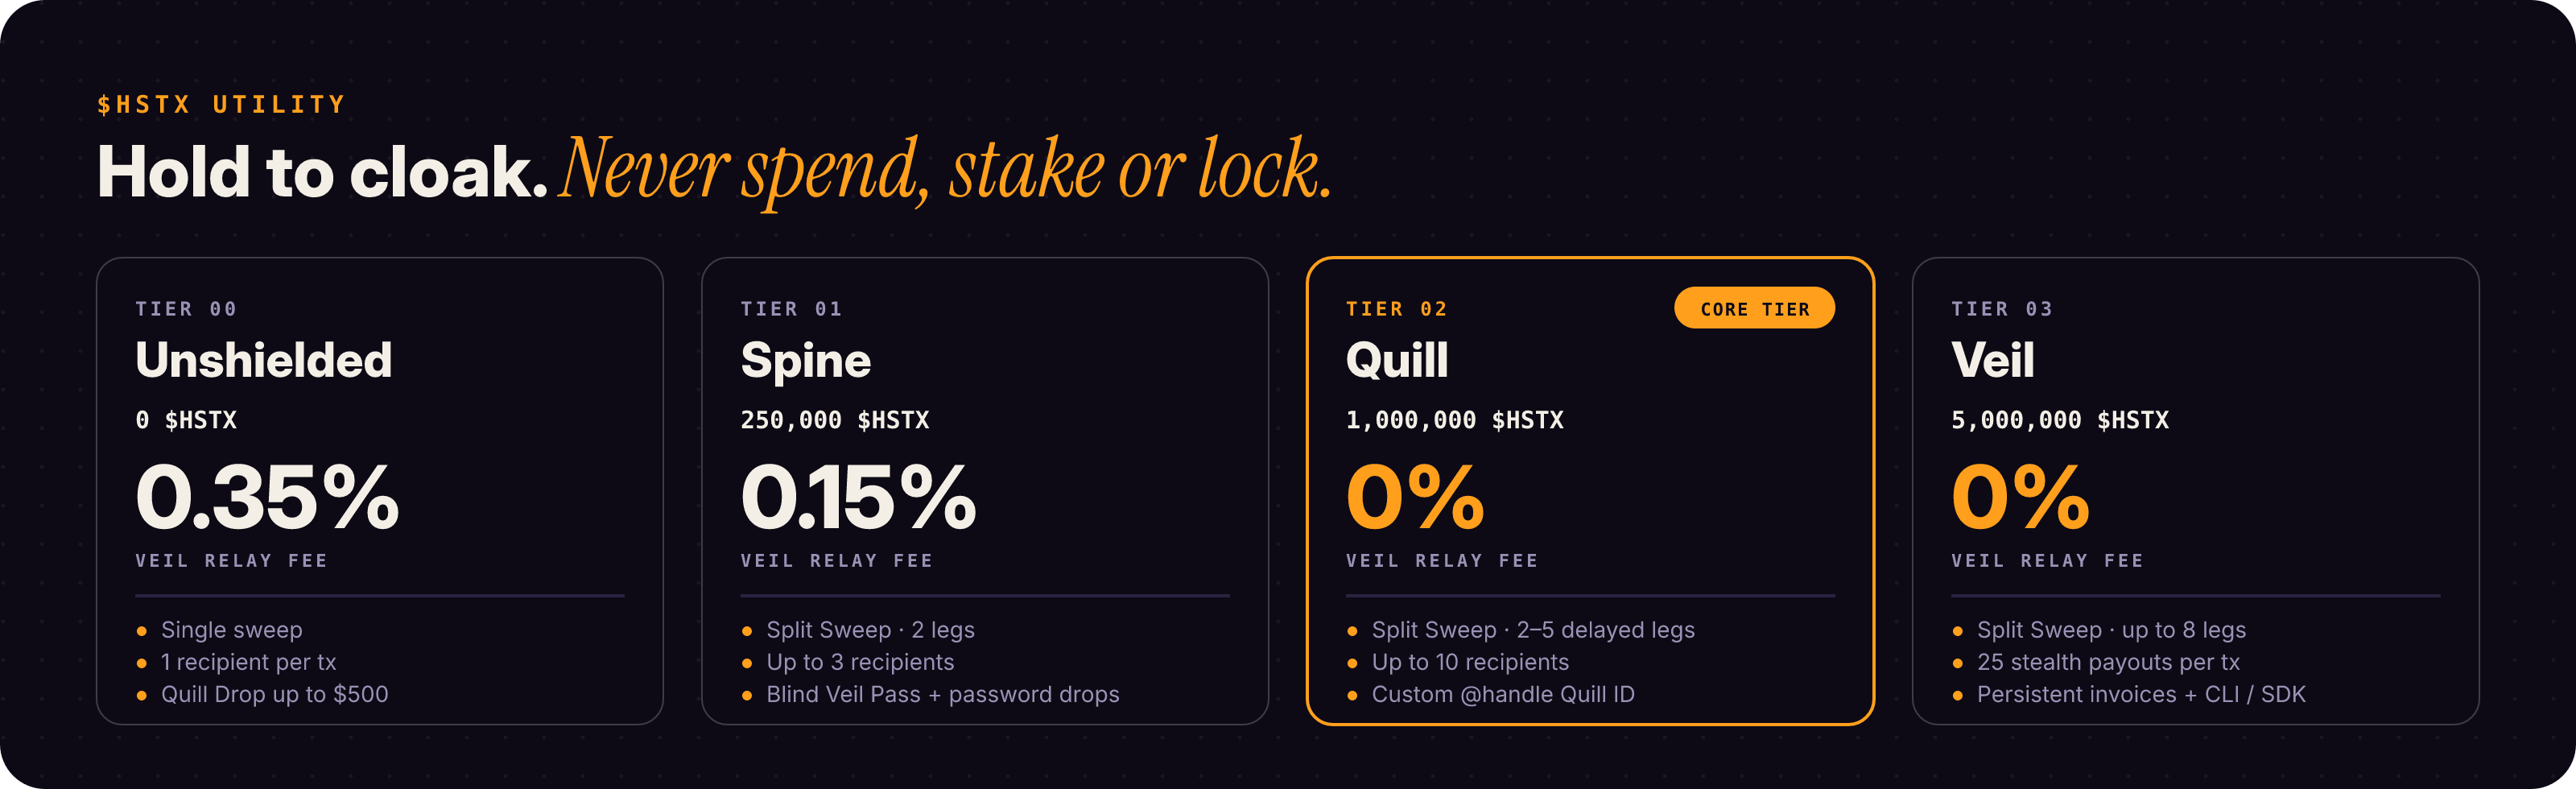 $HSTX UTILITY
Hold to cloak. Never spend, stake or lock.
TIER 00
Unshielded
0 $HSTX
0.35%
VEIL RELAY FEE
Single sweep
1 recipient per tx
Quill Drop up to $500
TIER 01
Spine
250,000 $HSTX
0.15%
VEIL RELAY FEE
Split Sweep · 2 legs
Up to 3 recipients
Blind Veil Pass + password drops
TIER 02
CORE TIER
Quill
1,000,000 $HSTX
0%
VEIL RELAY FEE
Split Sweep · 2–5 delayed legs
Up to 10 recipients
Custom @handle Quill ID
TIER 03
Veil
5,000,000 $HSTX
0%
VEIL RELAY FEE
Split Sweep · up to 8 legs
25 stealth payouts per tx
Persistent invoices + CLI / SDK